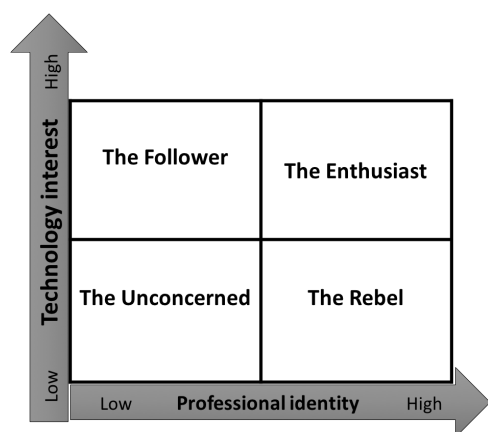 High
Technology interest
Low
The Follower
The Enthusiast
The Unconcerned
The Rebel
Low
Professional identity
High